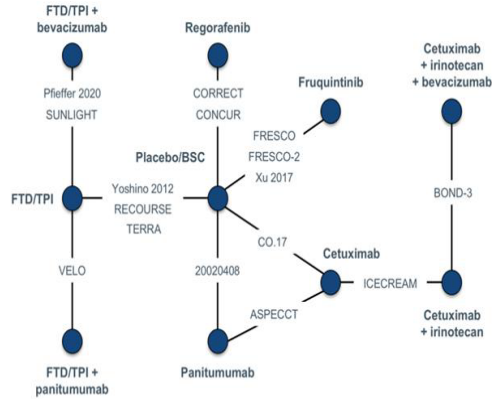 FTD/TPI +
bevacizumab
Regorafenib
Cetuximab
+ irinotecan
+ bevacizumab
Fruquintinib
Pfieffer 2020
SUNLIGHT
CORRECT
CONCUR
FRESCO
FRESCO-2
Xu 2017
Placebo/BSC
FTD/TPI
Yoshino 2012
RECOURSE
TERRA
BOND-3
CO.17
Cetuximab
VELO
20020408
ICECREAM
ASPECCT
Cetuximab
+ irinotecan
FTD/TPI +
panitumumab
Panitumumab